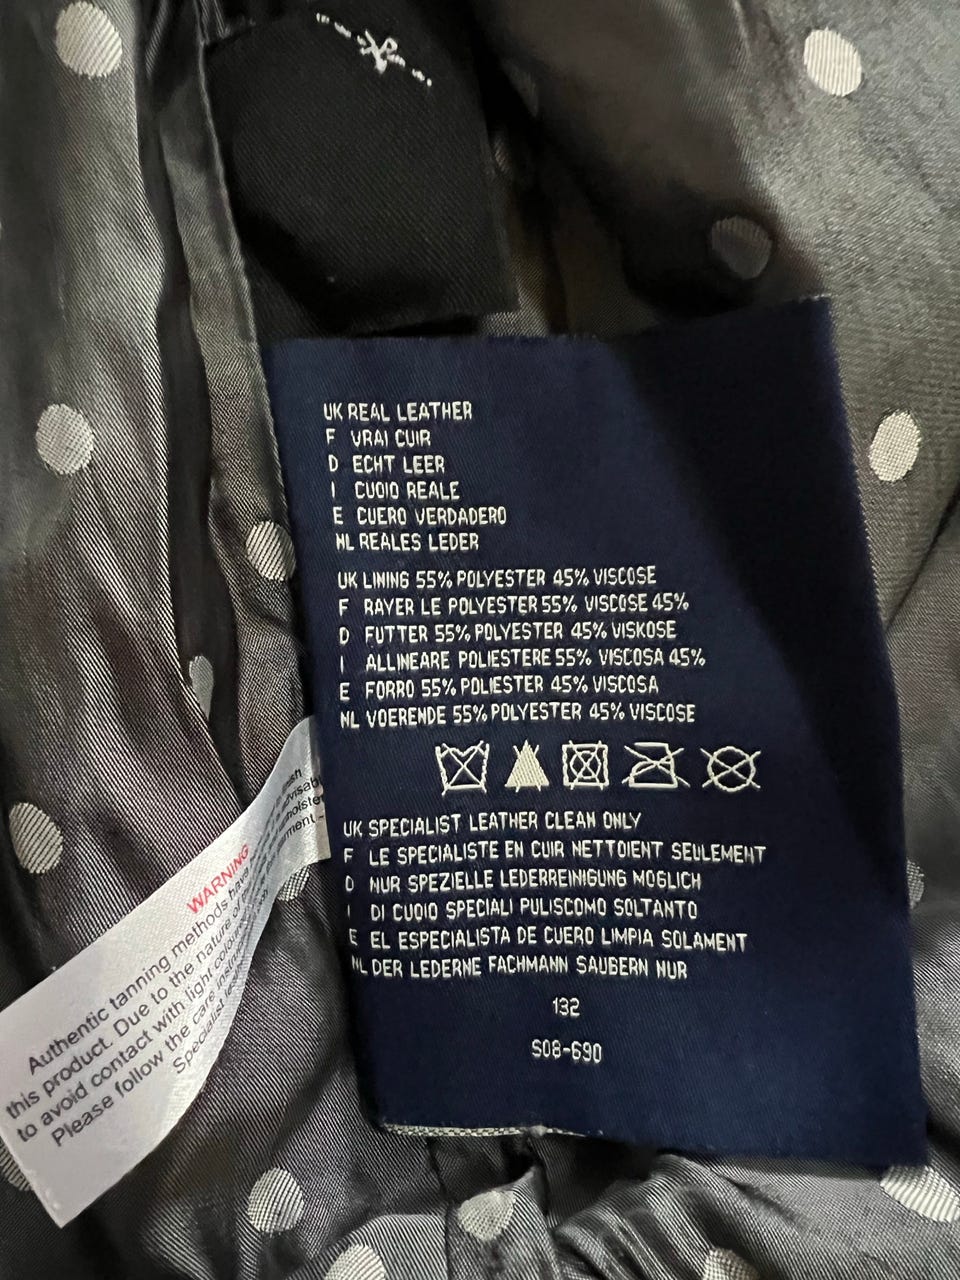 UK REAL LEATHER
F VRAI CUIR
D ECHT LEER
I CUOIO REALE
E CUERO VERDADERO
NL REALES LEDER
UK LINING 55% POLYESTER 45% VISCOSE
F RAYER LE POLYESTER 55% VISCOSE 45%
D FUTTER 55% POLYESTER 45% VISKOSE
I ALLINEARE POLIESTERE 55% VISCOSA 45%
E FORRO 55% POLIESTER 45% VISCOSA
NL VOERENDE 55% POLYESTER 45% VISCOSE
UK SPECIALIST LEATHER CLEAN ONLY
F LE SPECIALISTE EN CUIR NETTOIENT SEULEMENT
D NUR SPEZIELLE LEDERREINIGUNG MOGLICH
I DI CUOIO SPECIALI PULISCOMO SOLTANTO
E EL ESPECIALISTA DE CUERO LIMPIA SOLAMENT
NL DER LEDERNE FACHMANN SAUBERN NUR
132
S08-690
WARNING
Authentic tanning methods have
this product. Due to the nature of
to avoid contact with light coloured
Please follow the care
Specialist